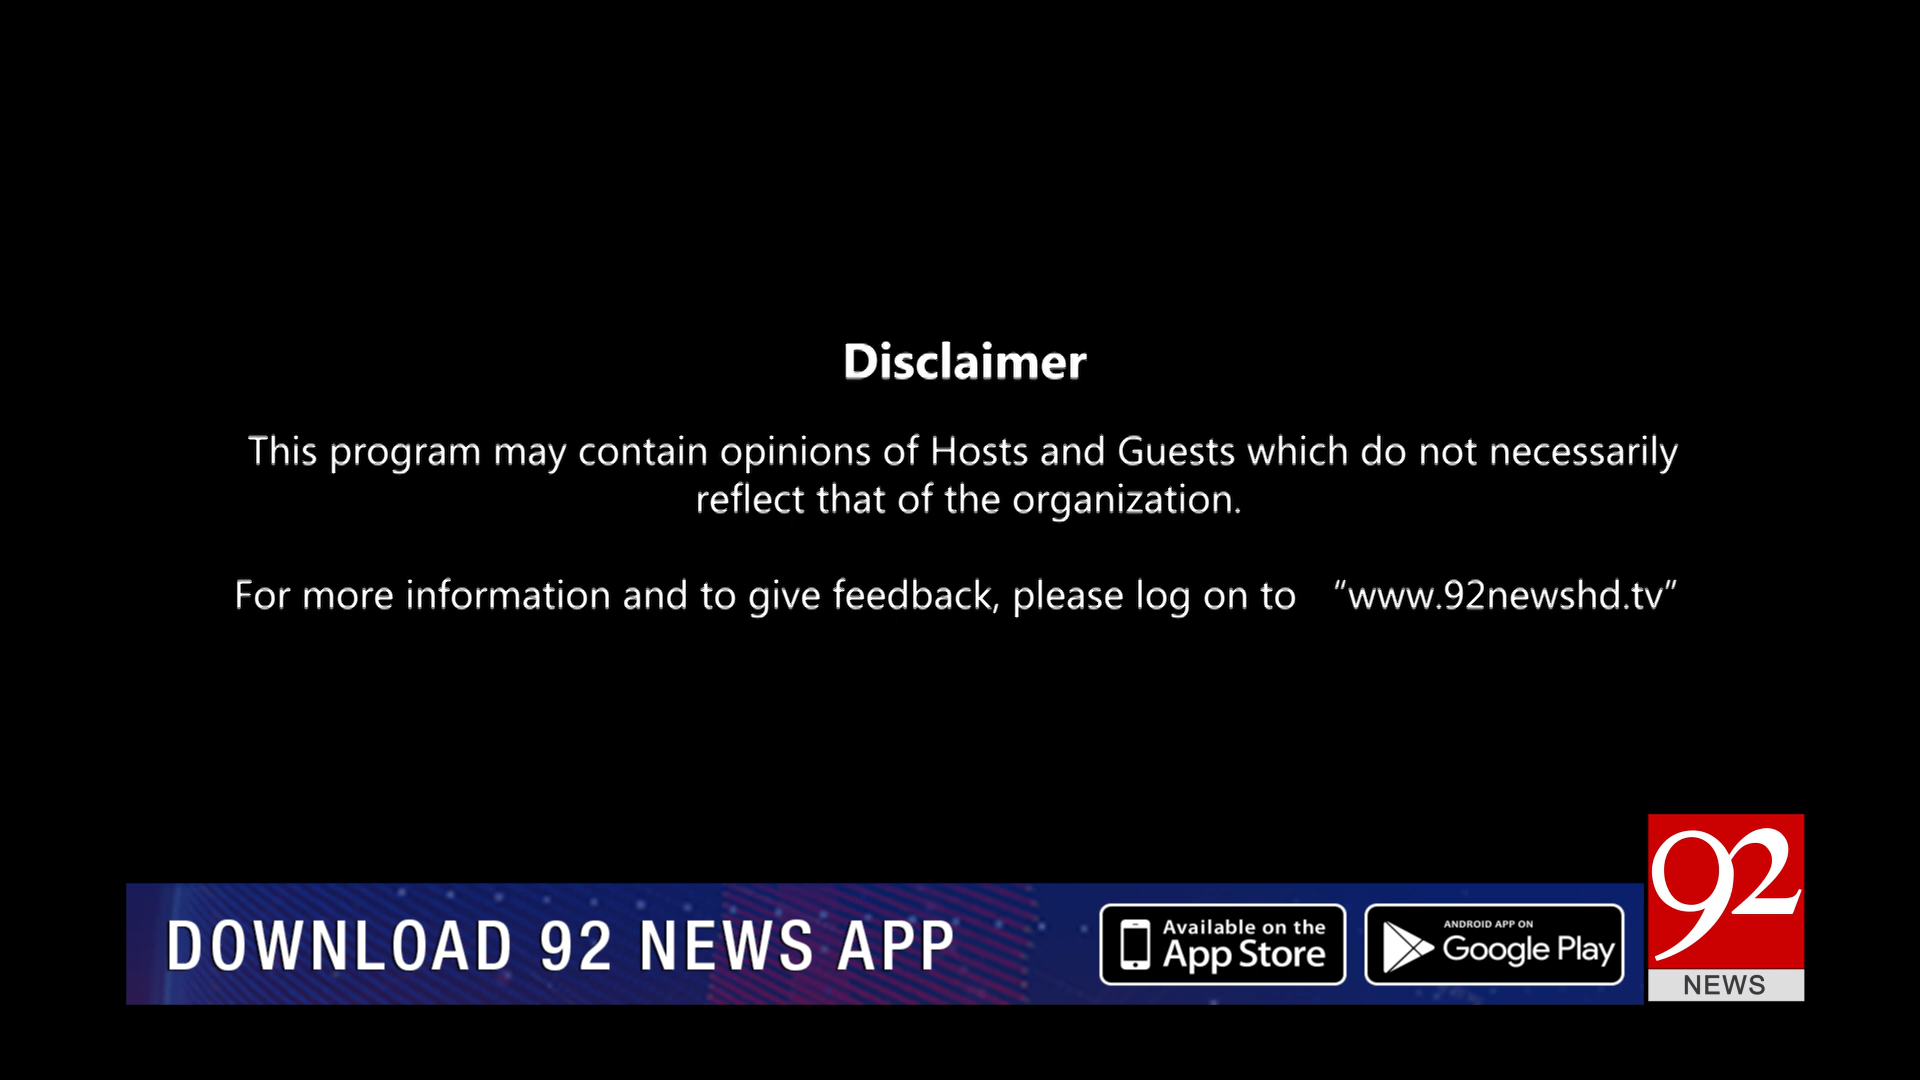 Disclaimer
This program may contain opinions of Hosts and Guests which do not necessarily
reflect that of the organization.
For more information and to give feedback, please log on to “www.92newshd.tv”
DOWNLOAD 92 NEWS APP
Available on the
App Store
ANDROID APP ON
Google Play
92
NEWS